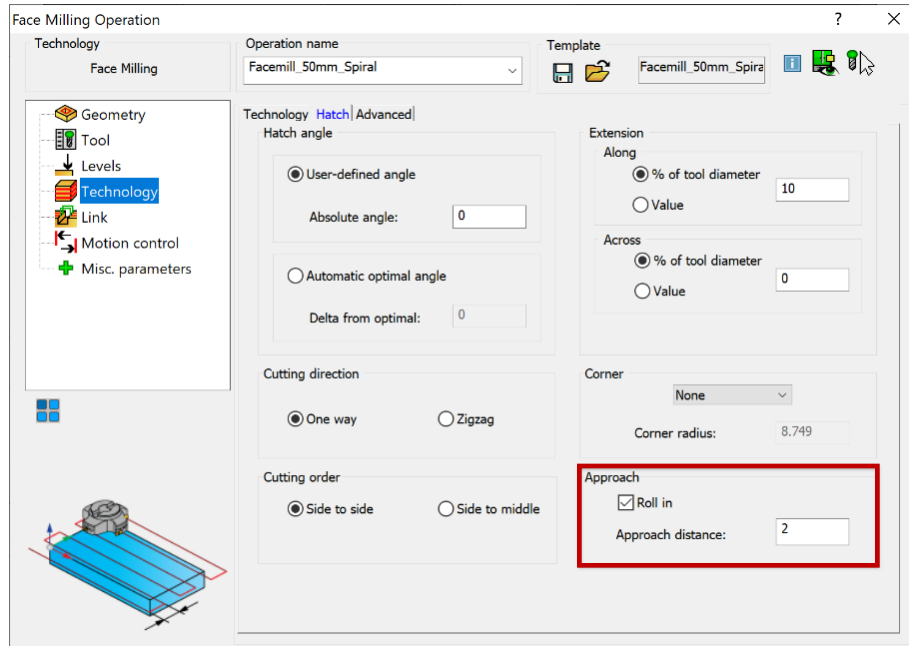 Face Milling Operation ? X
Technology
Face Milling
Operation name
Facemill_50mm_Spiral
Template
Facemill_50mm_Spira
Geometry
Tool
Levels
Technology
Link
Motion control
Misc. parameters
Technology Hatch Advanced
Hatch angle
User-defined angle
Absolute angle: 0
Automatic optimal angle
Delta from optimal: 0
Cutting direction
One way Zigzag
Cutting order
Side to side Side to middle
Extension
Along
% of tool diameter
10
Value
Across
% of tool diameter
0
Value
Corner
None
Corner radius: 8.749
Approach
Roll in
Approach distance: 2